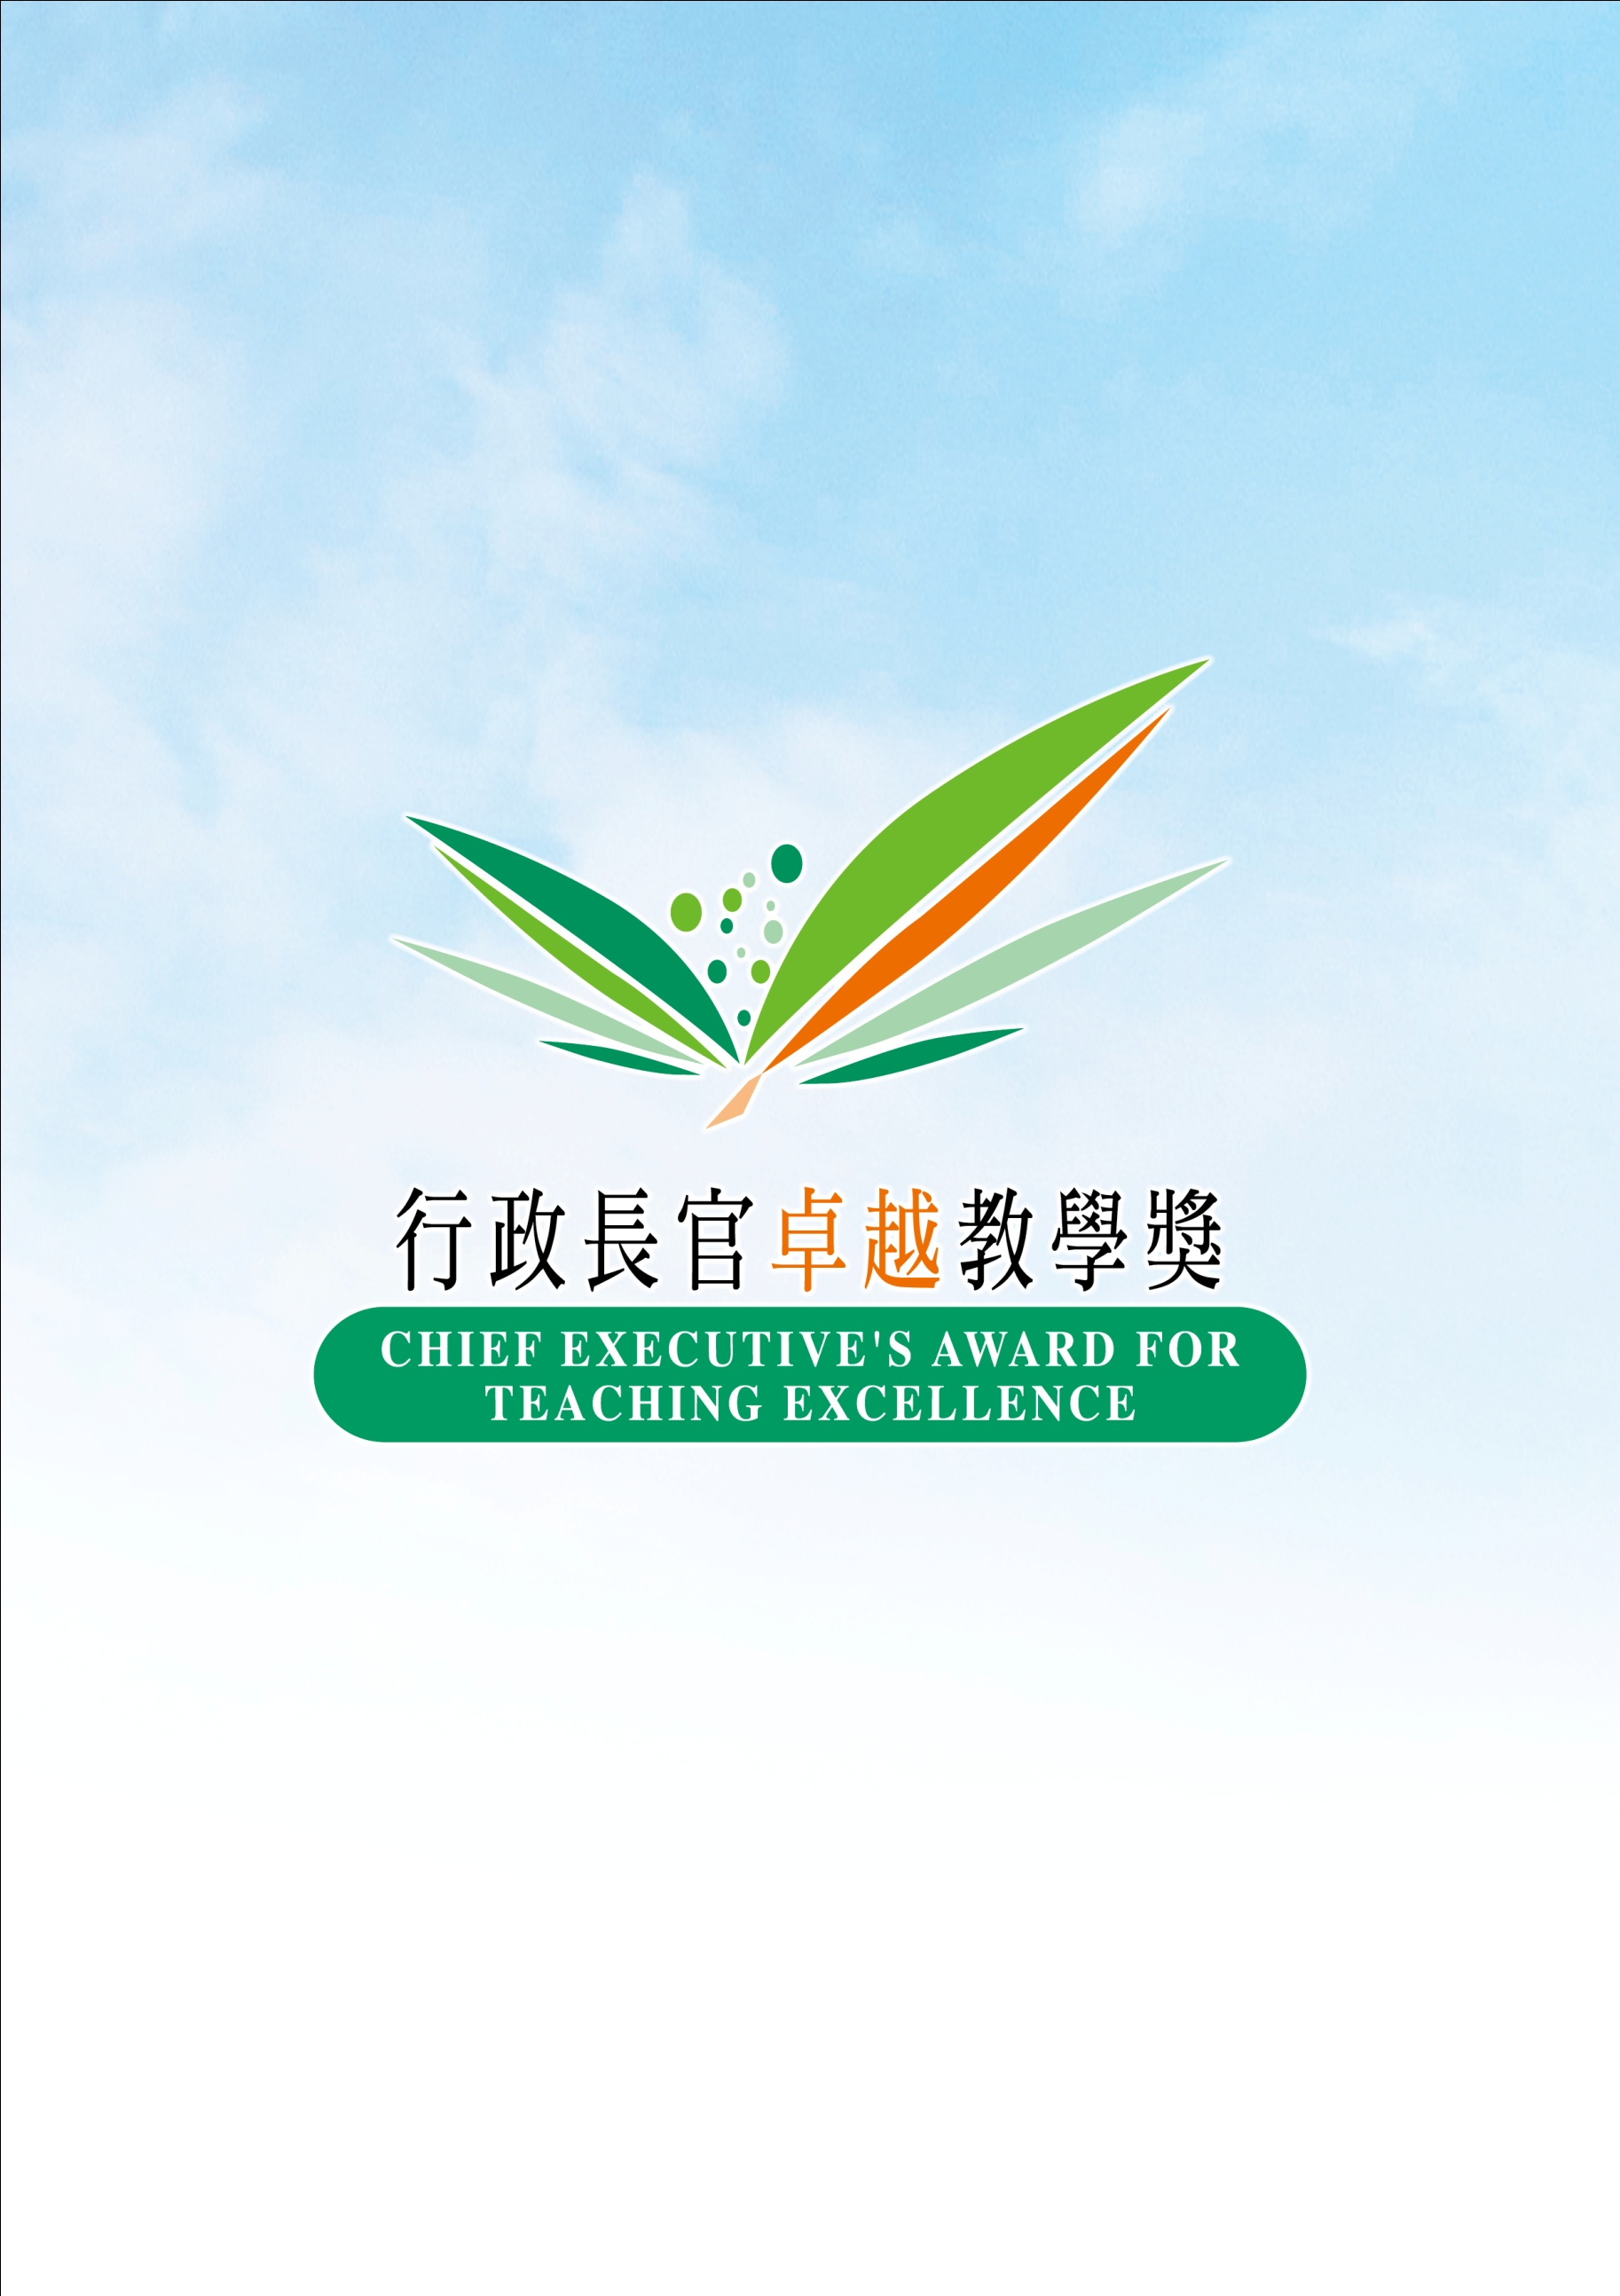 行政長官卓越教學獎
CHIEF EXECUTIVE'S AWARD FOR
TEACHING EXCELLENCE